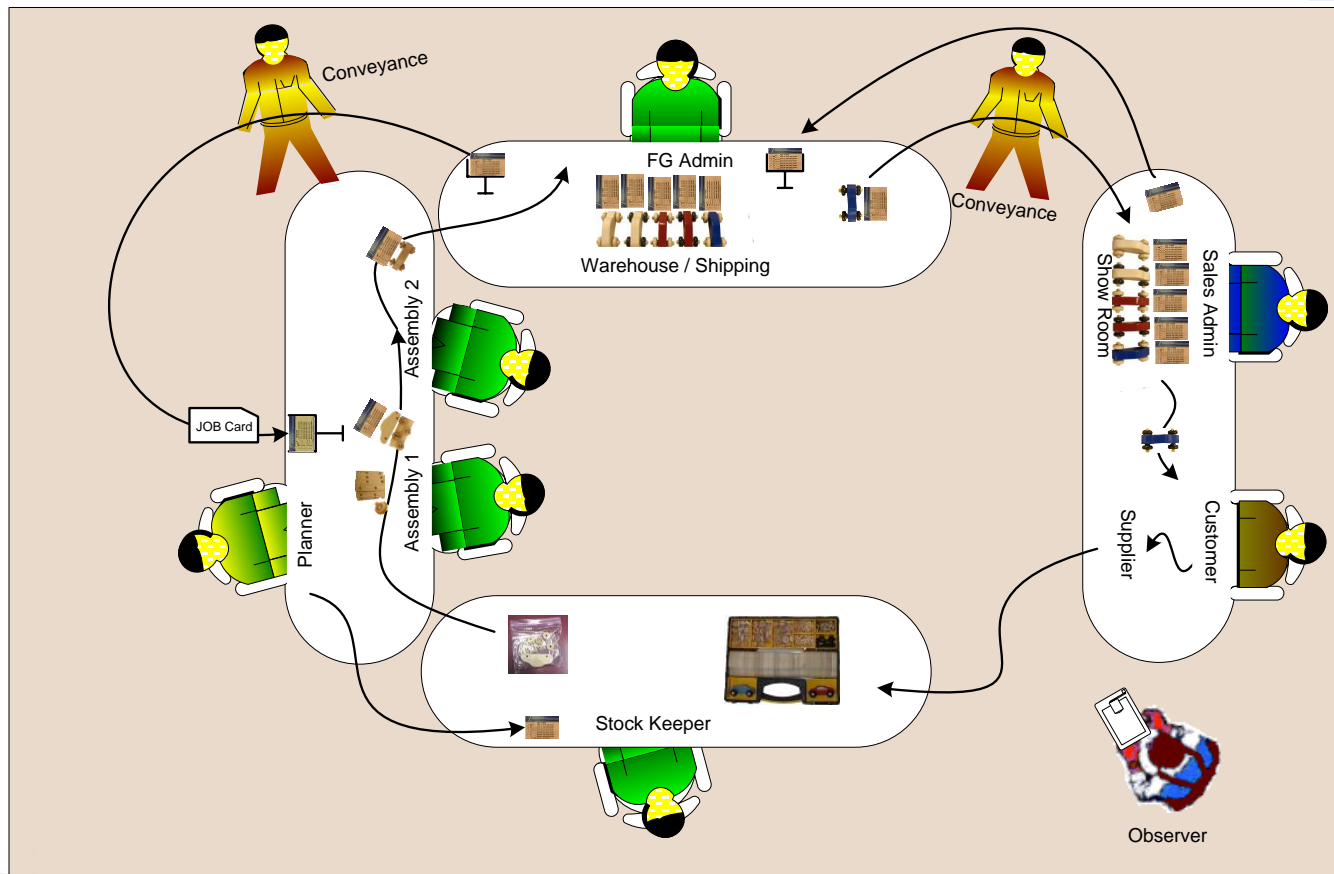 Conveyance
FG Admin
Warehouse / Shipping
Conveyance
Assembly 2
Assembly 1
JOB Card
Planner
Sales Admin
Show Room
Customer
Supplier
Stock Keeper
Observer